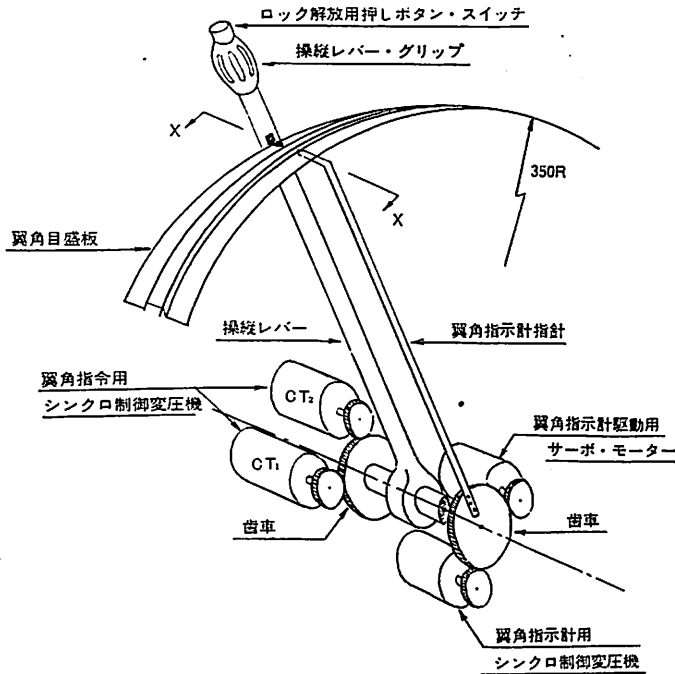 ロック解放用押しボタン・スイッチ
操縦レバー・グリップ
X
X
350R
翼角目盛板
操縦レバー
翼角指示計指針
翼角指令用
シンクロ制御変圧機
CT₂
CT₁
翼角指示計駆動用
サーボ・モーター
歯車
歯車
翼角指示計用
シンクロ制御変圧機